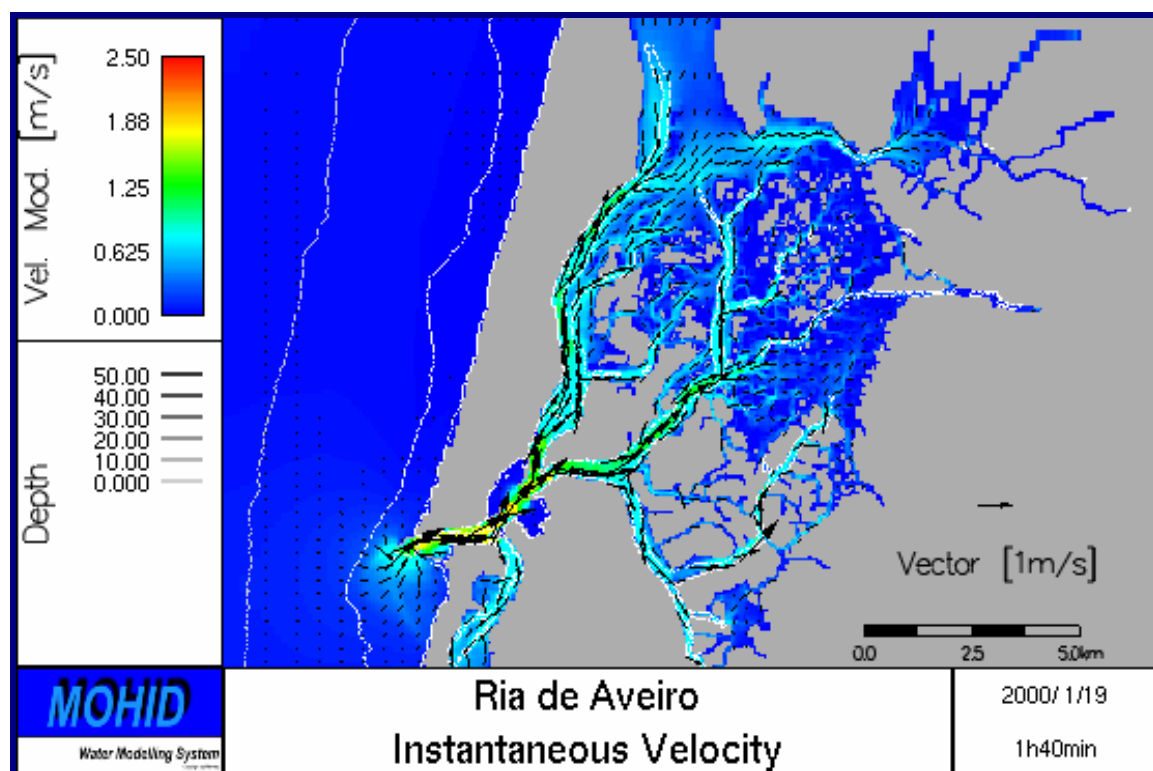 Vel. Mod. [m/s]
2.50
1.88
1.25
0.625
0.000
Depth
50.00
40.00
30.00
20.00
10.00
0.000
Vector [1m/s]
0.0
2.5
5.0km
MOHID
Water Modelling System
Ria de Aveiro
Instantaneous Velocity
2000/ 1/19
1h40min